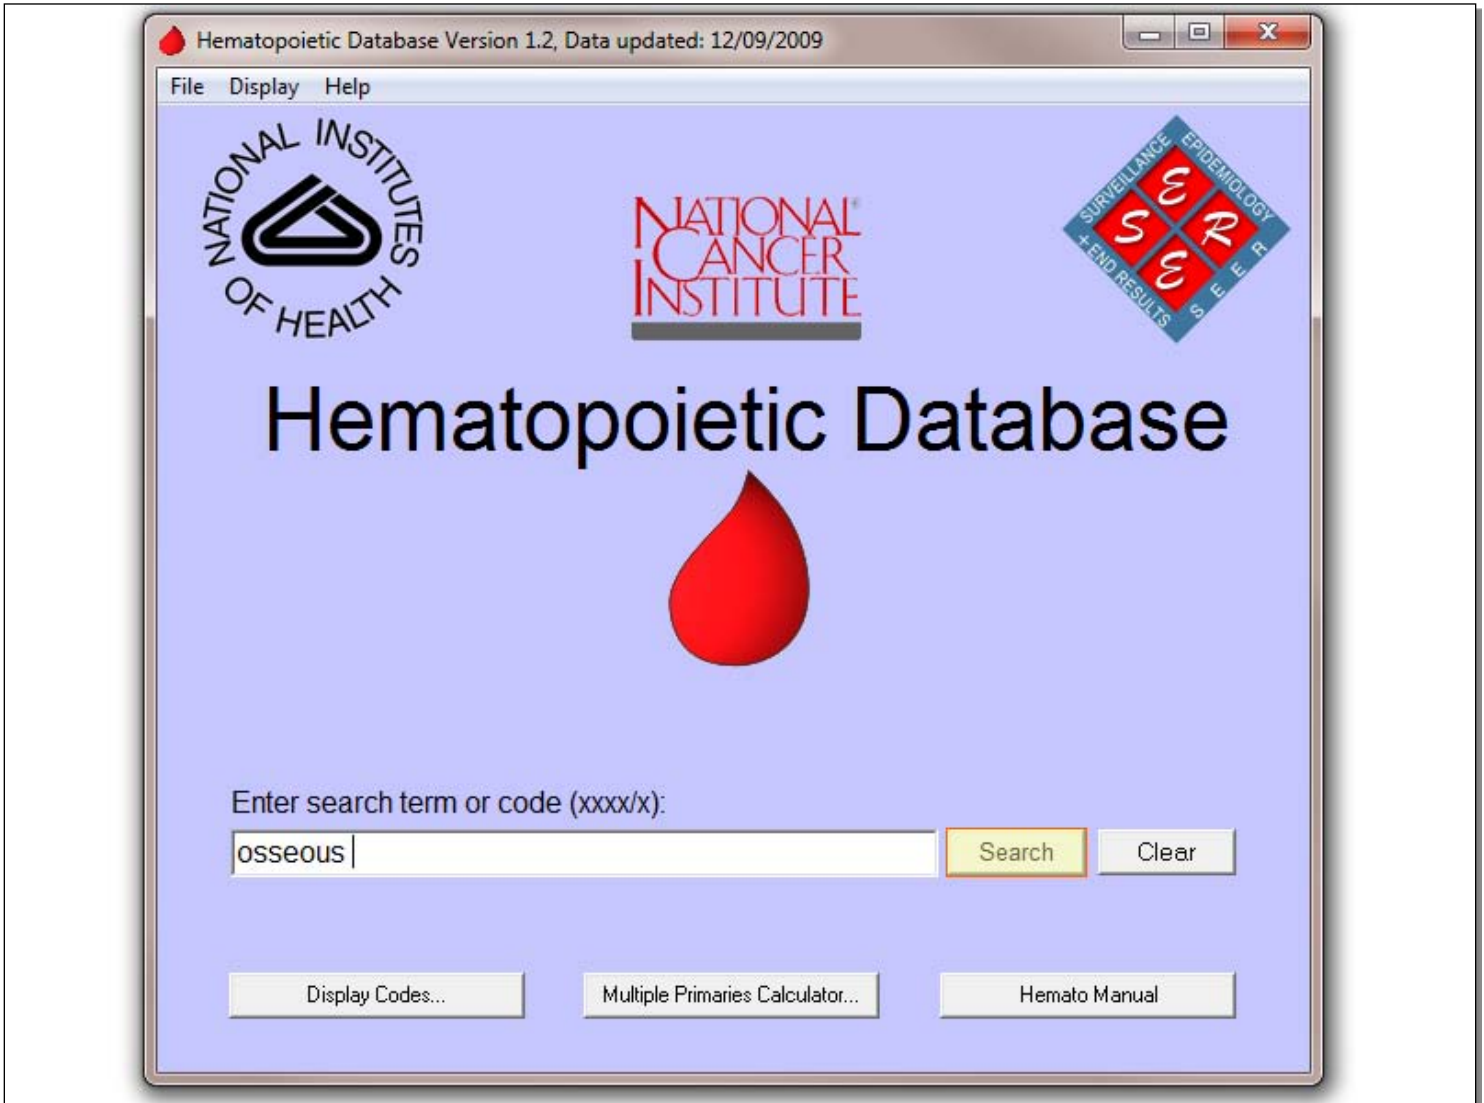 Hematopoietic Database Version 1.2, Data updated: 12/09/2009
File Display Help
NATIONAL INSTITUTES OF HEALTH
NATIONAL
CANCER
INSTITUTE
SURVEILLANCE EPIDEMIOLOGY + END RESULTS SEER
S E R E
Hematopoietic Database
Enter search term or code (xxxx/x):
osseous
Search Clear
Display Codes... Multiple Primaries Calculator... Hemato Manual